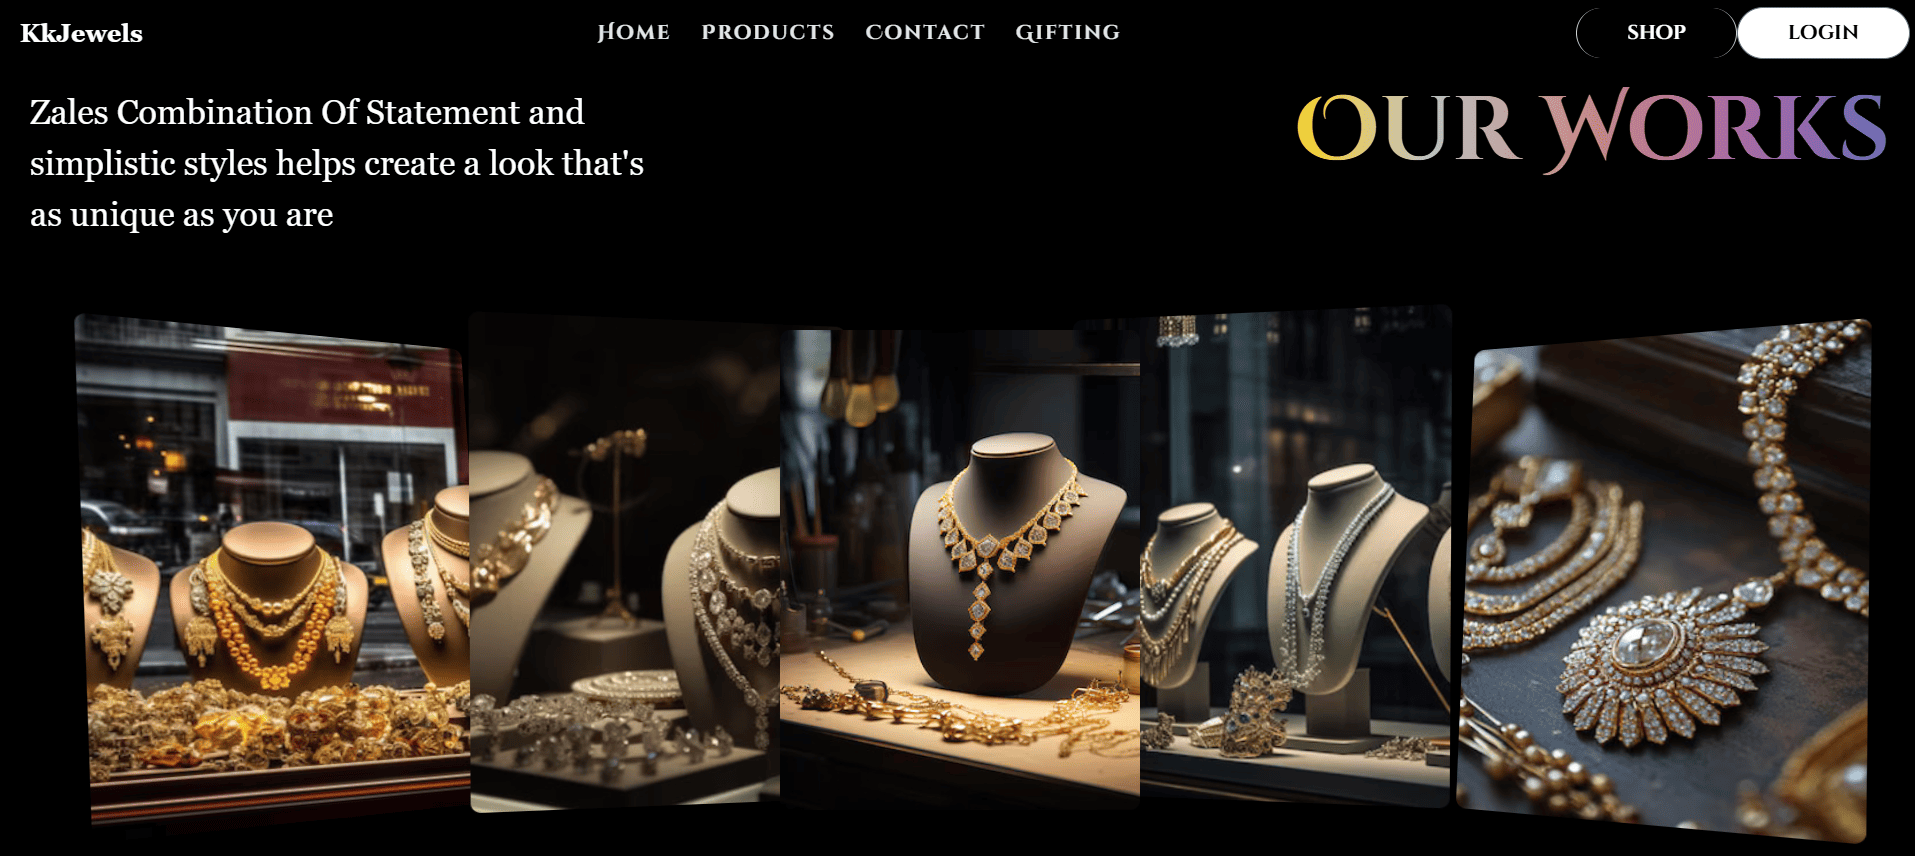 KkJewels
Home Products Contact Gifting
SHOP
LOGIN
Zales Combination Of Statement and
simplistic styles helps create a look that's
as unique as you are
Our Works